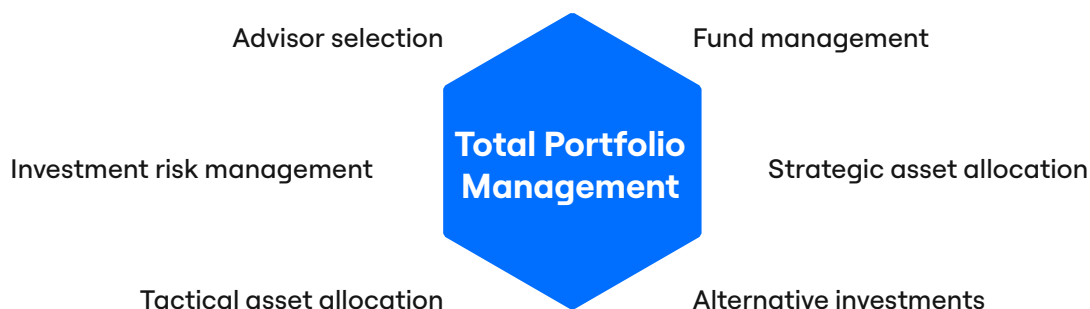 Advisor selection
Fund management
Total Portfolio
Management
Investment risk management
Strategic asset allocation
Tactical asset allocation
Alternative investments